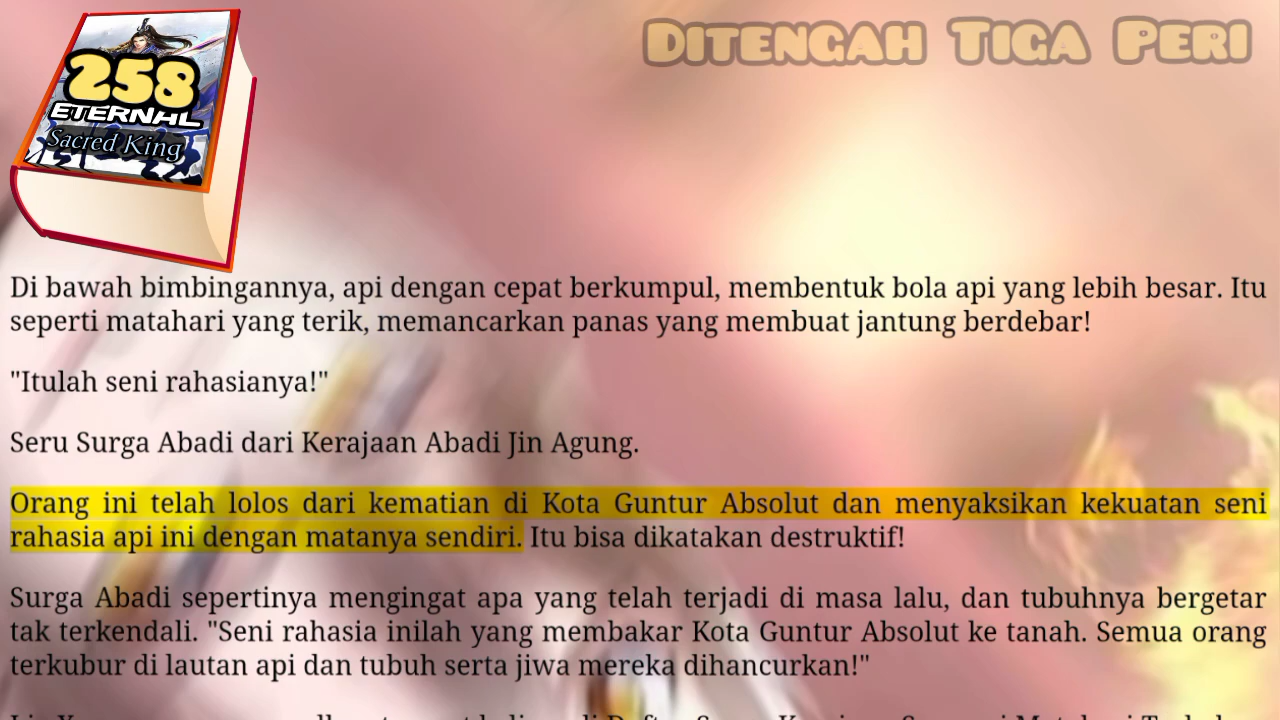 258
ETERNAL
Sacred King
DITENGAH TIGA PERI
Di bawah bimbingannya, api dengan cepat berkumpul, membentuk bola api yang lebih besar. Itu
seperti matahari yang terik, memancarkan panas yang membuat jantung berdebar!
"Itulah seni rahasianya!"
Seru Surga Abadi dari Kerajaan Abadi Jin Agung.
Orang ini telah lolos dari kematian di Kota Guntur Absolut dan menyaksikan kekuatan seni
rahasia api ini dengan matanya sendiri. Itu bisa dikatakan destruktif!
Surga Abadi sepertinya mengingat apa yang telah terjadi di masa lalu, dan tubuhnya bergetar
tak terkendali. "Seni rahasia inilah yang membakar Kota Guntur Absolut ke tanah. Semua orang
terkubur di lautan api dan tubuh serta jiwa mereka dihancurkan!"